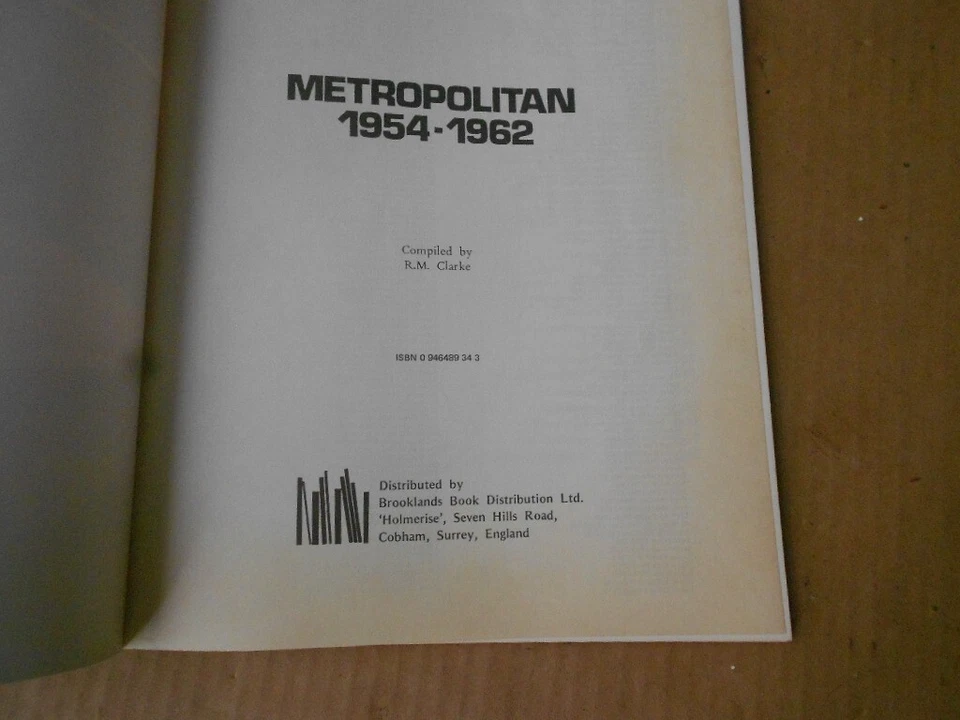 METROPOLITAN
1954-1962
Compiled by
R.M. Clarke
ISBN 0 946489 34 3
Distributed by
Brooklands Book Distribution Ltd.
'Holmerise', Seven Hills Road,
Cobham, Surrey, England